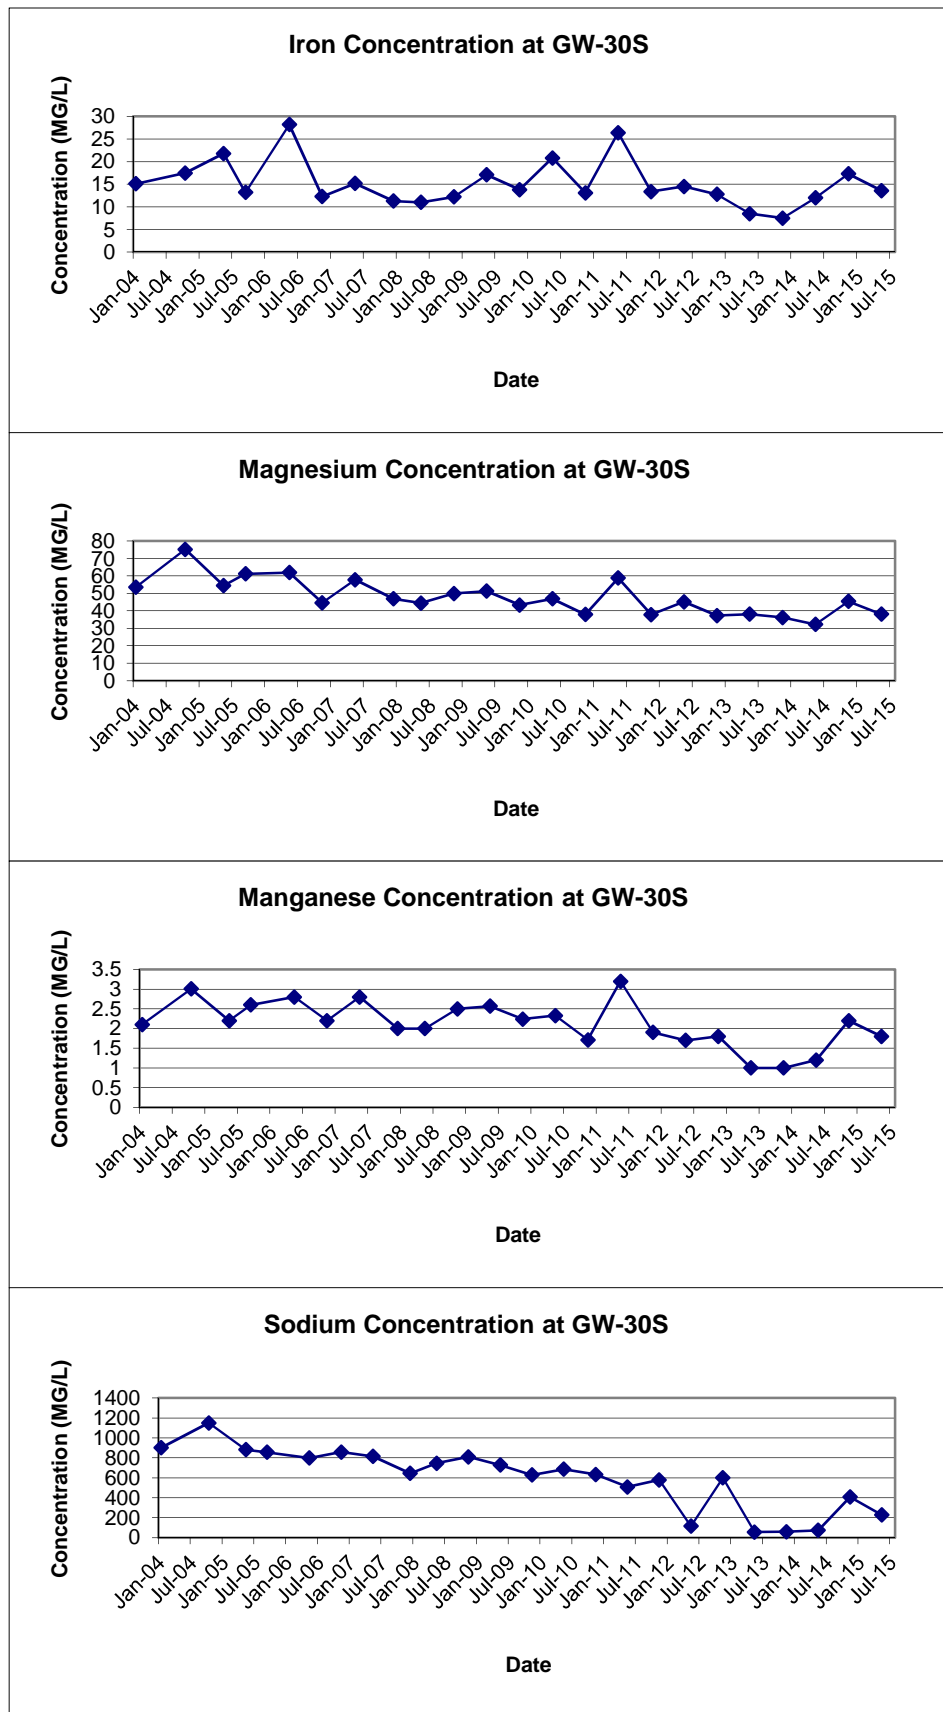 Iron Concentration at GW-30S
Concentration (MG/L)
30
25
20
15
10
5
0
Jan-04 Jul-04 Jan-05 Jul-05 Jan-06 Jul-06 Jan-07 Jul-07 Jan-08 Jul-08 Jan-09 Jul-09 Jan-10 Jul-10 Jan-11 Jul-11 Jan-12 Jul-12 Jan-13 Jul-13 Jan-14 Jul-14 Jan-15 Jul-15
Date
Magnesium Concentration at GW-30S
Concentration (MG/L)
80
70
60
50
40
30
20
10
0
Jan-04 Jul-04 Jan-05 Jul-05 Jan-06 Jul-06 Jan-07 Jul-07 Jan-08 Jul-08 Jan-09 Jul-09 Jan-10 Jul-10 Jan-11 Jul-11 Jan-12 Jul-12 Jan-13 Jul-13 Jan-14 Jul-14 Jan-15 Jul-15
Date
Manganese Concentration at GW-30S
Concentration (MG/L)
3.5
3
2.5
2
1.5
1
0.5
0
Jan-04 Jul-04 Jan-05 Jul-05 Jan-06 Jul-06 Jan-07 Jul-07 Jan-08 Jul-08 Jan-09 Jul-09 Jan-10 Jul-10 Jan-11 Jul-11 Jan-12 Jul-12 Jan-13 Jul-13 Jan-14 Jul-14 Jan-15 Jul-15
Date
Sodium Concentration at GW-30S
Concentration (MG/L)
1400
1200
1000
800
600
400
200
0
Jan-04 Jul-04 Jan-05 Jul-05 Jan-06 Jul-06 Jan-07 Jul-07 Jan-08 Jul-08 Jan-09 Jul-09 Jan-10 Jul-10 Jan-11 Jul-11 Jan-12 Jul-12 Jan-13 Jul-13 Jan-14 Jul-14 Jan-15 Jul-15
Date